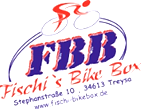 FBB
Fischi's Bike Box
Stephanstraße 10 . 34613 Treysa
www.fischi-bikebox.de